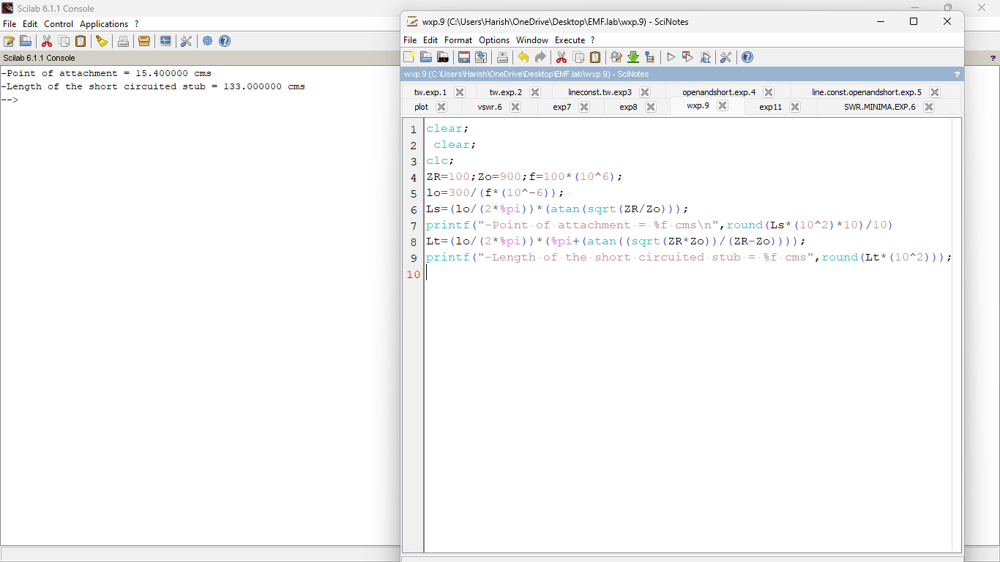 Scilab 6.1.1 Console
File Edit Control Applications ?
Scilab 6.1.1 Console
?
-Point of attachment = 15.400000 cms
-Length of the short circuited stub = 133.000000 cms
-->
wxp.9 (C:\Users\Harish\OneDrive\Desktop\EMF.lab\wxp.9) - SciNotes
File Edit Format Options Window Execute ?
wxp.9 (C:\Users\Harish\OneDrive\Desktop\EMF.lab\wxp.9) - SciNotes
?
tw.exp.1 tw.exp.2 lineconst.tw.exp3 openandshort.exp.4 line.const.openandshort.exp.5
plot vswr.6 exp7 exp8 wxp.9 exp11 SWR.MINIMA.EXP.6
1 clear;
2 clear;
3 clc;
4 ZR=100;Zo=900;f=100*(10^6);
5 lo=300/(f*(10^-6));
6 Ls=(lo/(2*%pi))*(atan(sqrt(ZR/Zo)));
7 printf("-Point of attachment = %f cms\n",round(Ls*(10^2)*10)/10)
8 Lt=(lo/(2*%pi))*(%pi+(atan((sqrt(ZR*Zo))/(ZR-Zo))));
9 printf("-Length of the short circuited stub = %f cms",round(Lt*(10^2)));
10